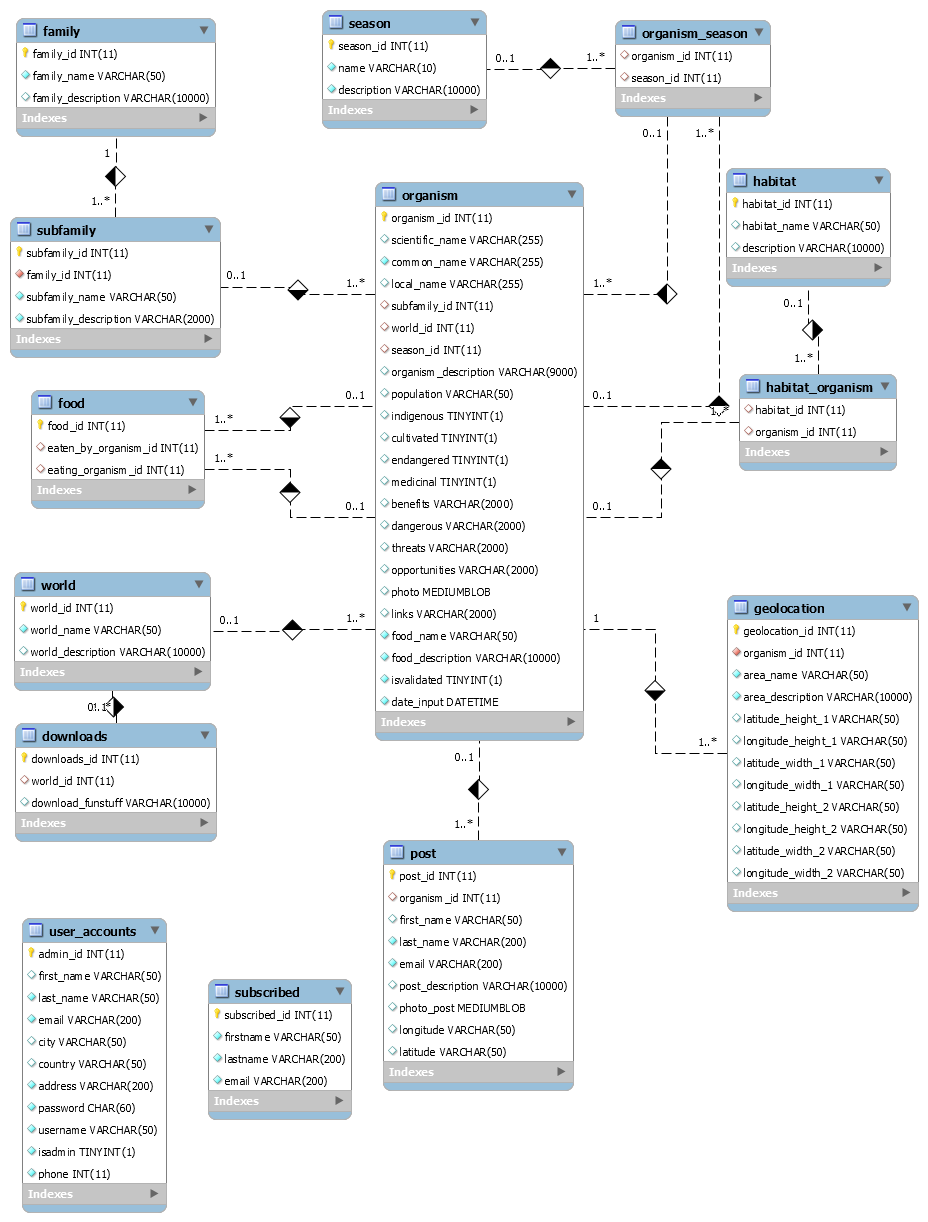 family
family_id INT(11)
family_name VARCHAR(50)
family_description VARCHAR(10000)
Indexes
season
season_id INT(11)
name VARCHAR(10)
description VARCHAR(10000)
Indexes
0..1
1..*
organism_season
organism_id INT(11)
season_id INT(11)
Indexes
0..1
1..*
1
1..*
habitat
habitat_id INT(11)
habitat_name VARCHAR(50)
description VARCHAR(10000)
Indexes
0..1
1..*
subfamily
subfamily_id INT(11)
family_id INT(11)
subfamily_name VARCHAR(50)
subfamily_description VARCHAR(2000)
Indexes
0..1
1..*
organism
organism_id INT(11)
scientific_name VARCHAR(255)
common_name VARCHAR(255)
local_name VARCHAR(255)
subfamily_id INT(11)
world_id INT(11)
season_id INT(11)
organism_description VARCHAR(9000)
population VARCHAR(50)
indigenous TINYINT(1)
cultivated TINYINT(1)
endangered TINYINT(1)
medicinal TINYINT(1)
benefits VARCHAR(2000)
dangerous VARCHAR(2000)
threats VARCHAR(2000)
opportunities VARCHAR(2000)
photo MEDIUMBLOB
links VARCHAR(2000)
food_name VARCHAR(50)
food_description VARCHAR(10000)
isvalidated TINYINT(1)
date_input DATETIME
Indexes
1..*
0..1
1..*
0..1
habitat_organism
habitat_id INT(11)
organism_id INT(11)
Indexes
food
food_id INT(11)
eaten_by_organism_id INT(11)
eating_organism_id INT(11)
Indexes
1..*
0..1
1..*
0..1
world
world_id INT(11)
world_name VARCHAR(50)
world_description VARCHAR(10000)
Indexes
0..1
1..*
downloads
downloads_id INT(11)
world_id INT(11)
download_funstuff VARCHAR(10000)
Indexes
1
1..*
geolocation
geolocation_id INT(11)
organism_id INT(11)
area_name VARCHAR(50)
area_description VARCHAR(10000)
latitude_height_1 VARCHAR(50)
longitude_height_1 VARCHAR(50)
latitude_width_1 VARCHAR(50)
longitude_width_1 VARCHAR(50)
latitude_height_2 VARCHAR(50)
longitude_height_2 VARCHAR(50)
latitude_width_2 VARCHAR(50)
longitude_width_2 VARCHAR(50)
Indexes
0..1
1..*
post
post_id INT(11)
organism_id INT(11)
first_name VARCHAR(50)
last_name VARCHAR(200)
email VARCHAR(200)
post_description VARCHAR(10000)
photo_post MEDIUMBLOB
longitude VARCHAR(50)
latitude VARCHAR(50)
Indexes
user_accounts
admin_id INT(11)
first_name VARCHAR(50)
last_name VARCHAR(50)
email VARCHAR(200)
city VARCHAR(50)
country VARCHAR(50)
address VARCHAR(200)
password CHAR(60)
username VARCHAR(50)
isadmin TINYINT(1)
phone INT(11)
Indexes
subscribed
subscribed_id INT(11)
firstname VARCHAR(50)
lastname VARCHAR(200)
email VARCHAR(200)
Indexes